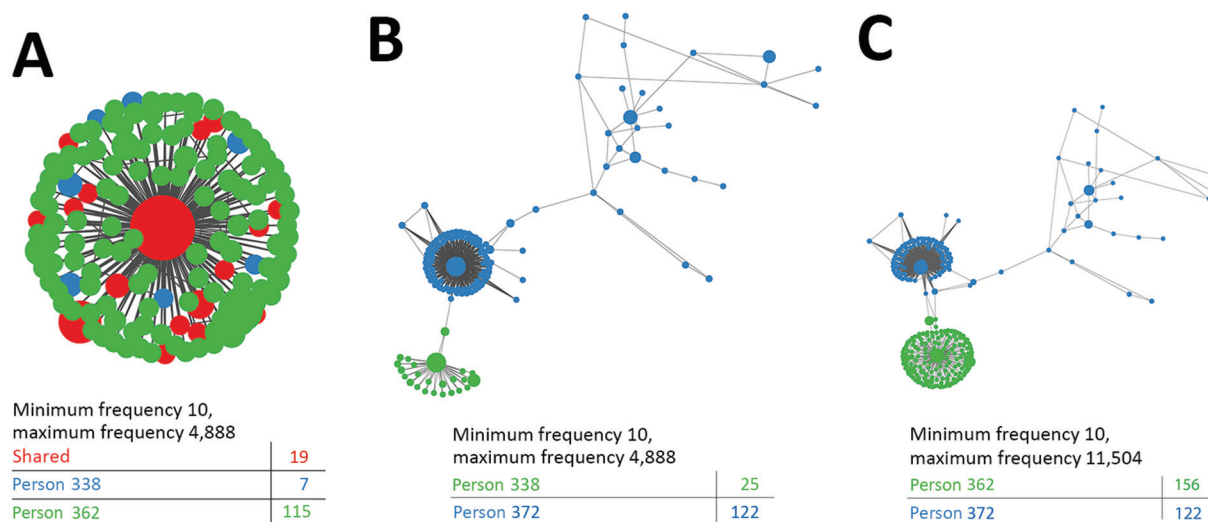 A
B
C
Minimum frequency 10,
maximum frequency 4,888
Shared 19
Person 338 7
Person 362 115
Minimum frequency 10,
maximum frequency 4,888
Person 338 25
Person 372 122
Minimum frequency 10,
maximum frequency 11,504
Person 362 156
Person 372 122